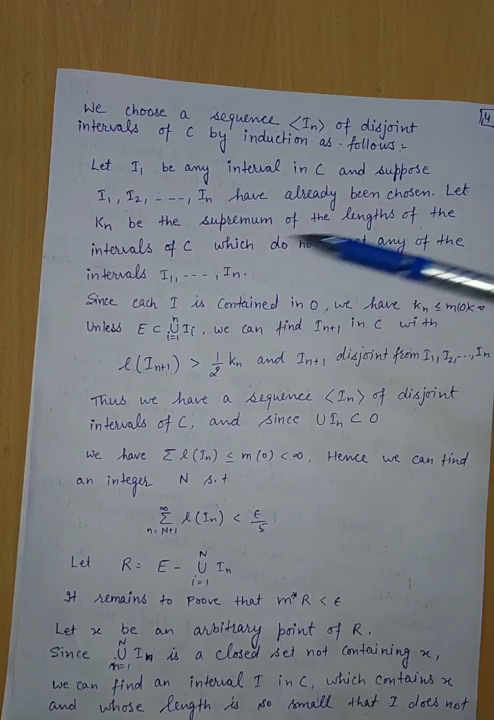 4
We choose a sequence <In> of disjoint
intervals of C by induction as follows:-
Let I₁ be any interval in C and suppose
I₁, I₂, ---, In have already been chosen. Let
Kn be the supremum of the lengths of the
intervals of C which do any of the
intervals I₁, ---, In.
Since each I is contained in O, we have kn ≤ m(O)<∞
Unless E ⊂ ⋃ᵢ₌₁ⁿ Iᵢ, we can find In+1 in C with
l(In+1) > 1/2 kn and In+1 disjoint from I₁, I₂, ---, In
Thus we have a sequence <In> of disjoint
intervals of C, and since ∪In ⊂ O
We have Σ l(In) ≤ m(O) < ∞, Hence we can find
an integer N s.t
Σₙ₌N+1^∞ l(In) < ϵ/5
Let R = E - ⋃ᵢ₌₁ᴺ In
It remains to prove that m*R < ϵ
Let x be an arbitrary point of R.
Since ⋃ₙ₌₁ᴺ In is a closed set not containing x,
we can find an interval I in C, which contains x
and whose length is so small that I does not